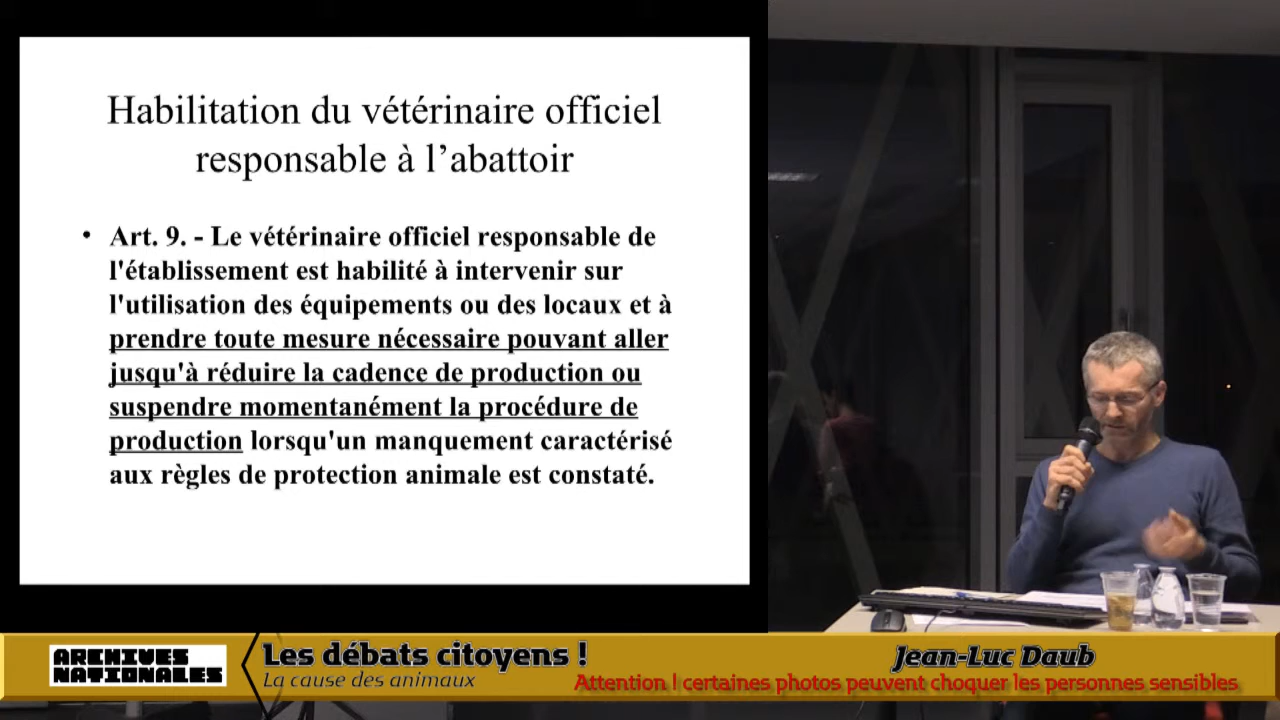 Habilitation du vétérinaire officiel
responsable à l’abattoir
• Art. 9. - Le vétérinaire officiel responsable de
l'établissement est habilité à intervenir sur
l'utilisation des équipements ou des locaux et à
prendre toute mesure nécessaire pouvant aller
jusqu'à réduire la cadence de production ou
suspendre momentanément la procédure de
production lorsqu'un manquement caractérisé
aux règles de protection animale est constaté.
ARCHIVES
NATIONALES
Les débats citoyens !
La cause des animaux
Jean-Luc Daub
Attention ! certaines photos peuvent choquer les personnes sensibles